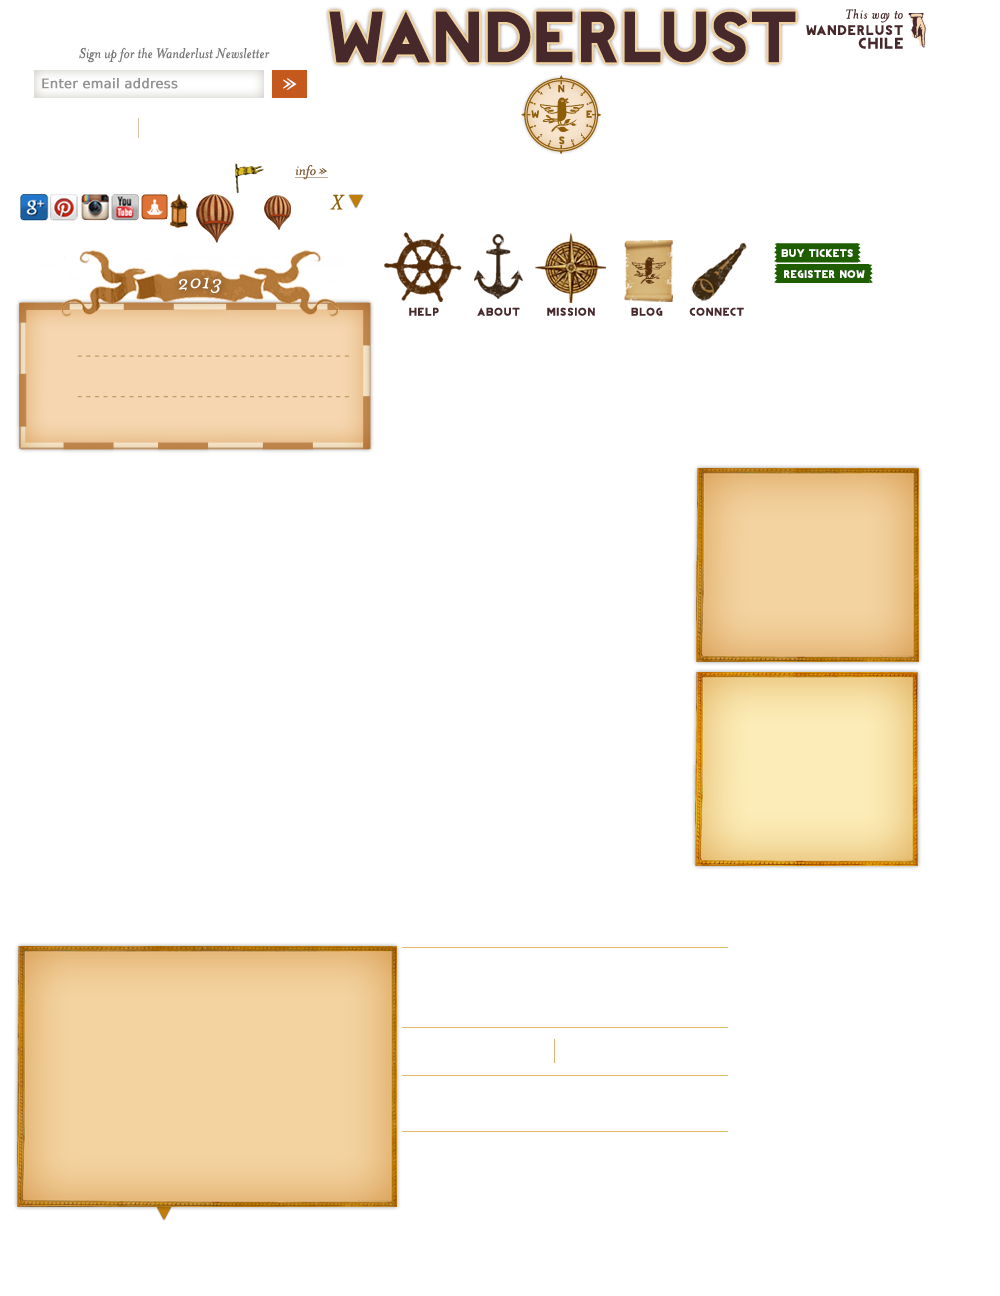 WANDERLUST
This way to
WANDERLUST
CHILE
Sign up for the Wanderlust Newsletter
Enter email address
N
W E
S
info
g+
You
Tube
X
2013
BUY TICKETS
REGISTER NOW
HELP ABOUT MISSION BLOG CONNECT